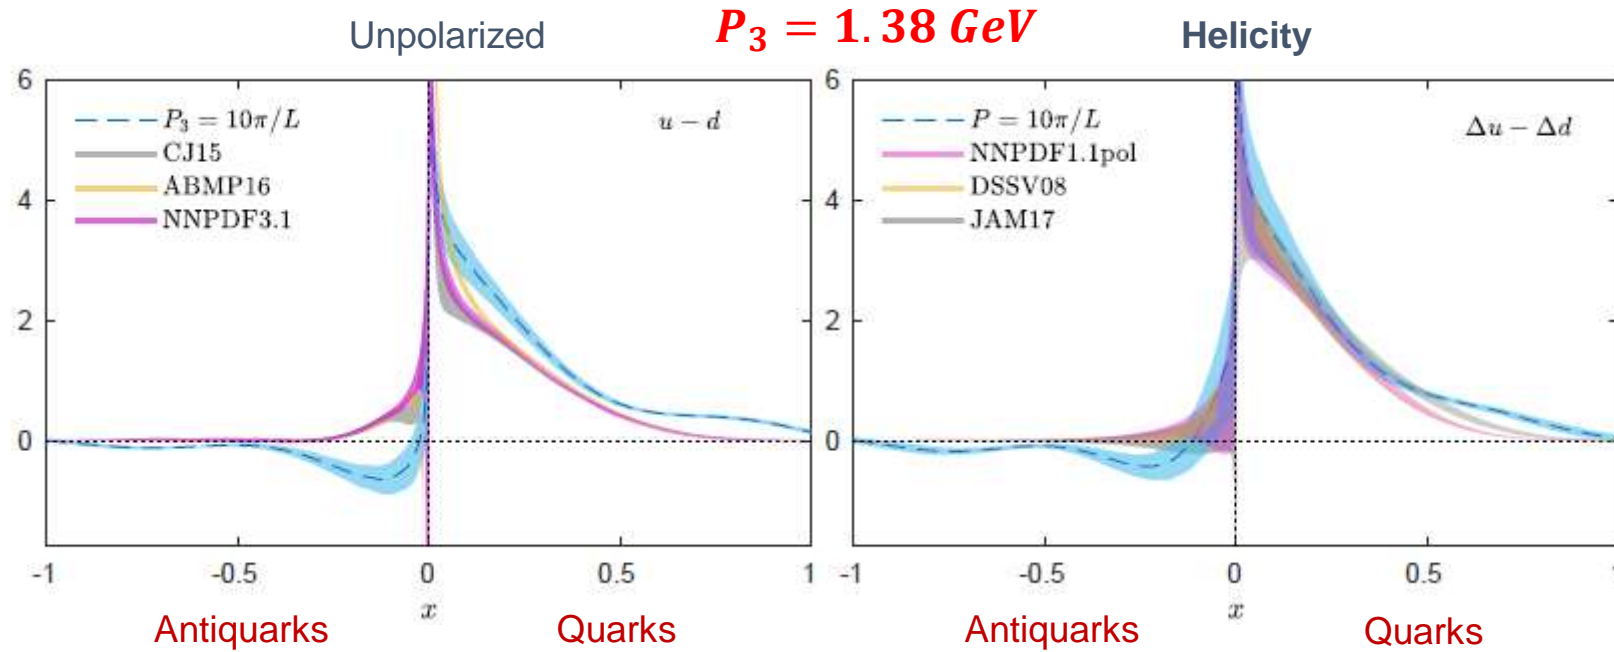 Unpolarized
P₃ = 1.38 GeV
Helicity
6
4
2
0
P₃ = 10π/L
CJ15
ABMP16
NNPDF3.1
u − d
-1
-0.5
0
0.5
1
x
Antiquarks
Quarks
6
4
2
0
P = 10π/L
NNPDF1.1pol
DSSV08
JAM17
Δu − Δd
-1
-0.5
0
0.5
1
x
Antiquarks
Quarks